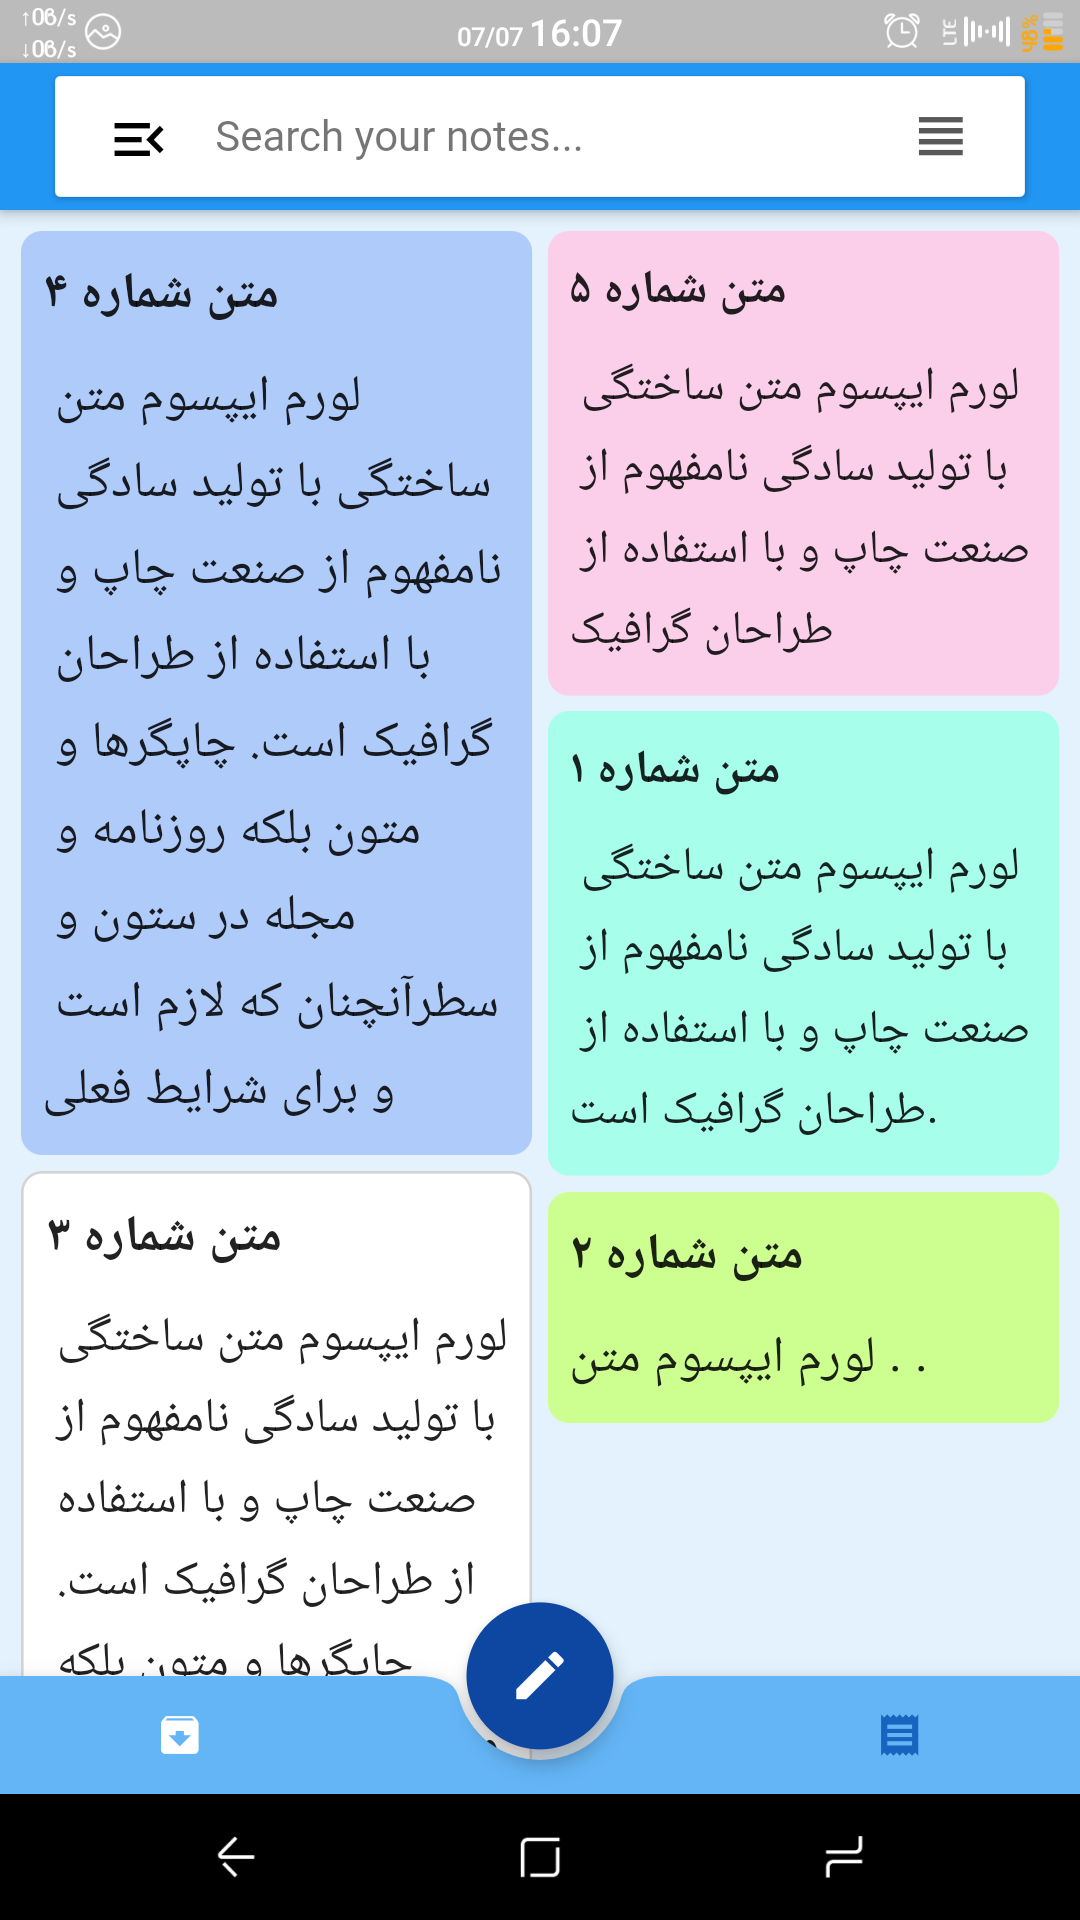 ↑0B/s
↓0B/s
07/07 16:07
LTE
48%
Search your notes...
متن شماره ۴
لورم ایپسوم متن
ساختگی با تولید سادگی
نامفهوم از صنعت چاپ و
با استفاده از طراحان
گرافیک است. چاپگرها و
متون بلکه روزنامه و
مجله در ستون و
سطرآنچنان که لازم است
و برای شرایط فعلی
متن شماره ۵
لورم ایپسوم متن ساختگی
با تولید سادگی نامفهوم از
صنعت چاپ و با استفاده از
طراحان گرافیک
متن شماره ۱
لورم ایپسوم متن ساختگی
با تولید سادگی نامفهوم از
صنعت چاپ و با استفاده از
طراحان گرافیک است.
متن شماره ۳
لورم ایپسوم متن ساختگی
با تولید سادگی نامفهوم از
صنعت چاپ و با استفاده
از طراحان گرافیک است.
چاپگرها و متون بلکه
متن شماره ۲
لورم ایپسوم متن . .